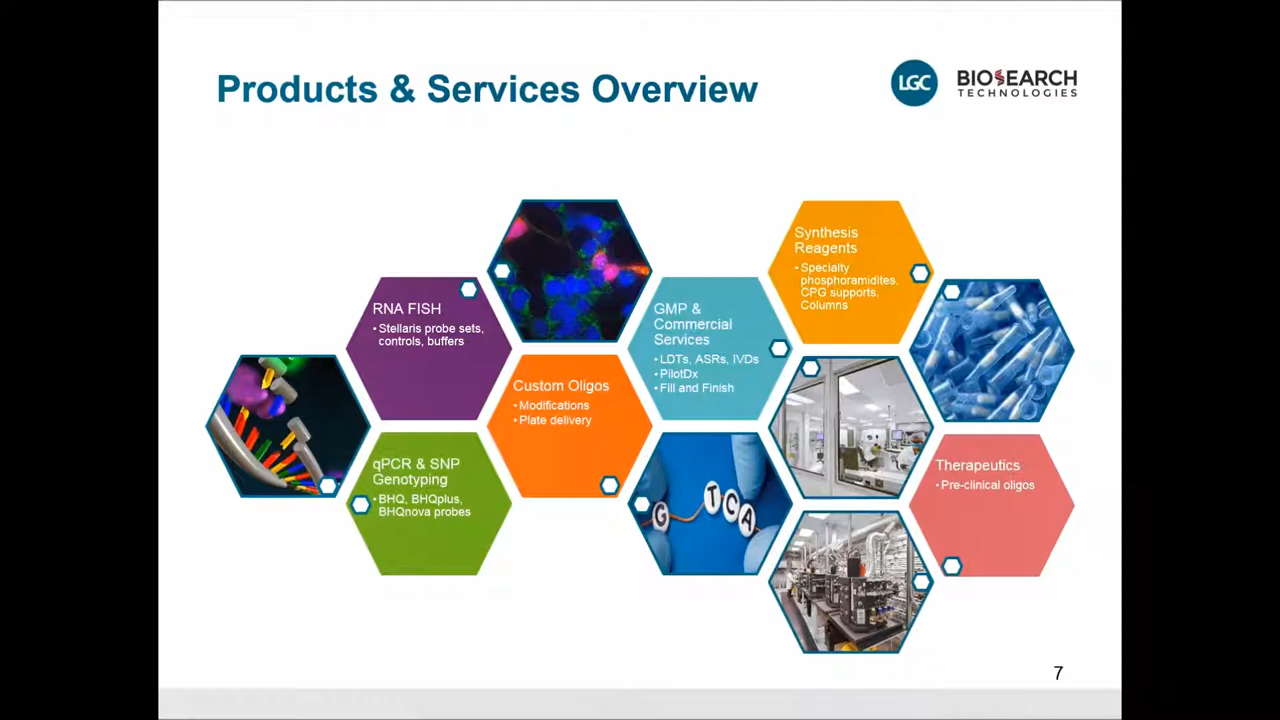 Products & Services Overview
LGC
BIOSEARCH
TECHNOLOGIES
Synthesis
Reagents
• Specialty
phosphoramidites,
CPG supports,
Columns
RNA FISH
• Stellaris probe sets,
controls, buffers
GMP &
Commercial
Services
• LDTs, ASRs, IVDs
• PilotDx
• Fill and Finish
Custom Oligos
• Modifications
• Plate delivery
qPCR & SNP
Genotyping
• BHQ, BHQplus,
BHQnova probes
Therapeutics
• Pre-clinical oligos
G T C A
7